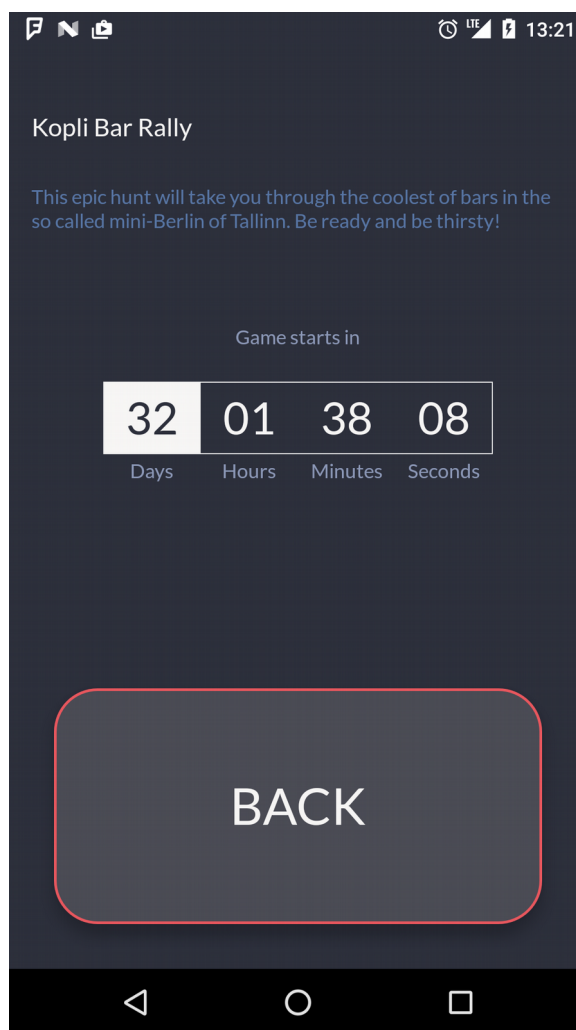 LTE 13:21
Kopli Bar Rally
This epic hunt will take you through the coolest of bars in the
so called mini-Berlin of Tallinn. Be ready and be thirsty!
Game starts in
32 01 38 08
Days Hours Minutes Seconds
BACK